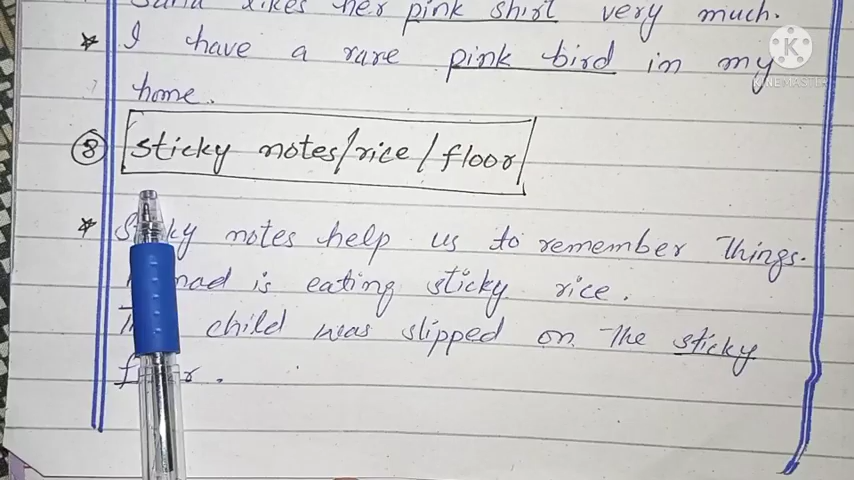 likes her pink shirt very much.
* I have a rare pink bird in my
home.
KINEMASTER
8 sticky notes/rice/floor
* notes help us to remember things.
is eating sticky rice.
child was slipped on the sticky